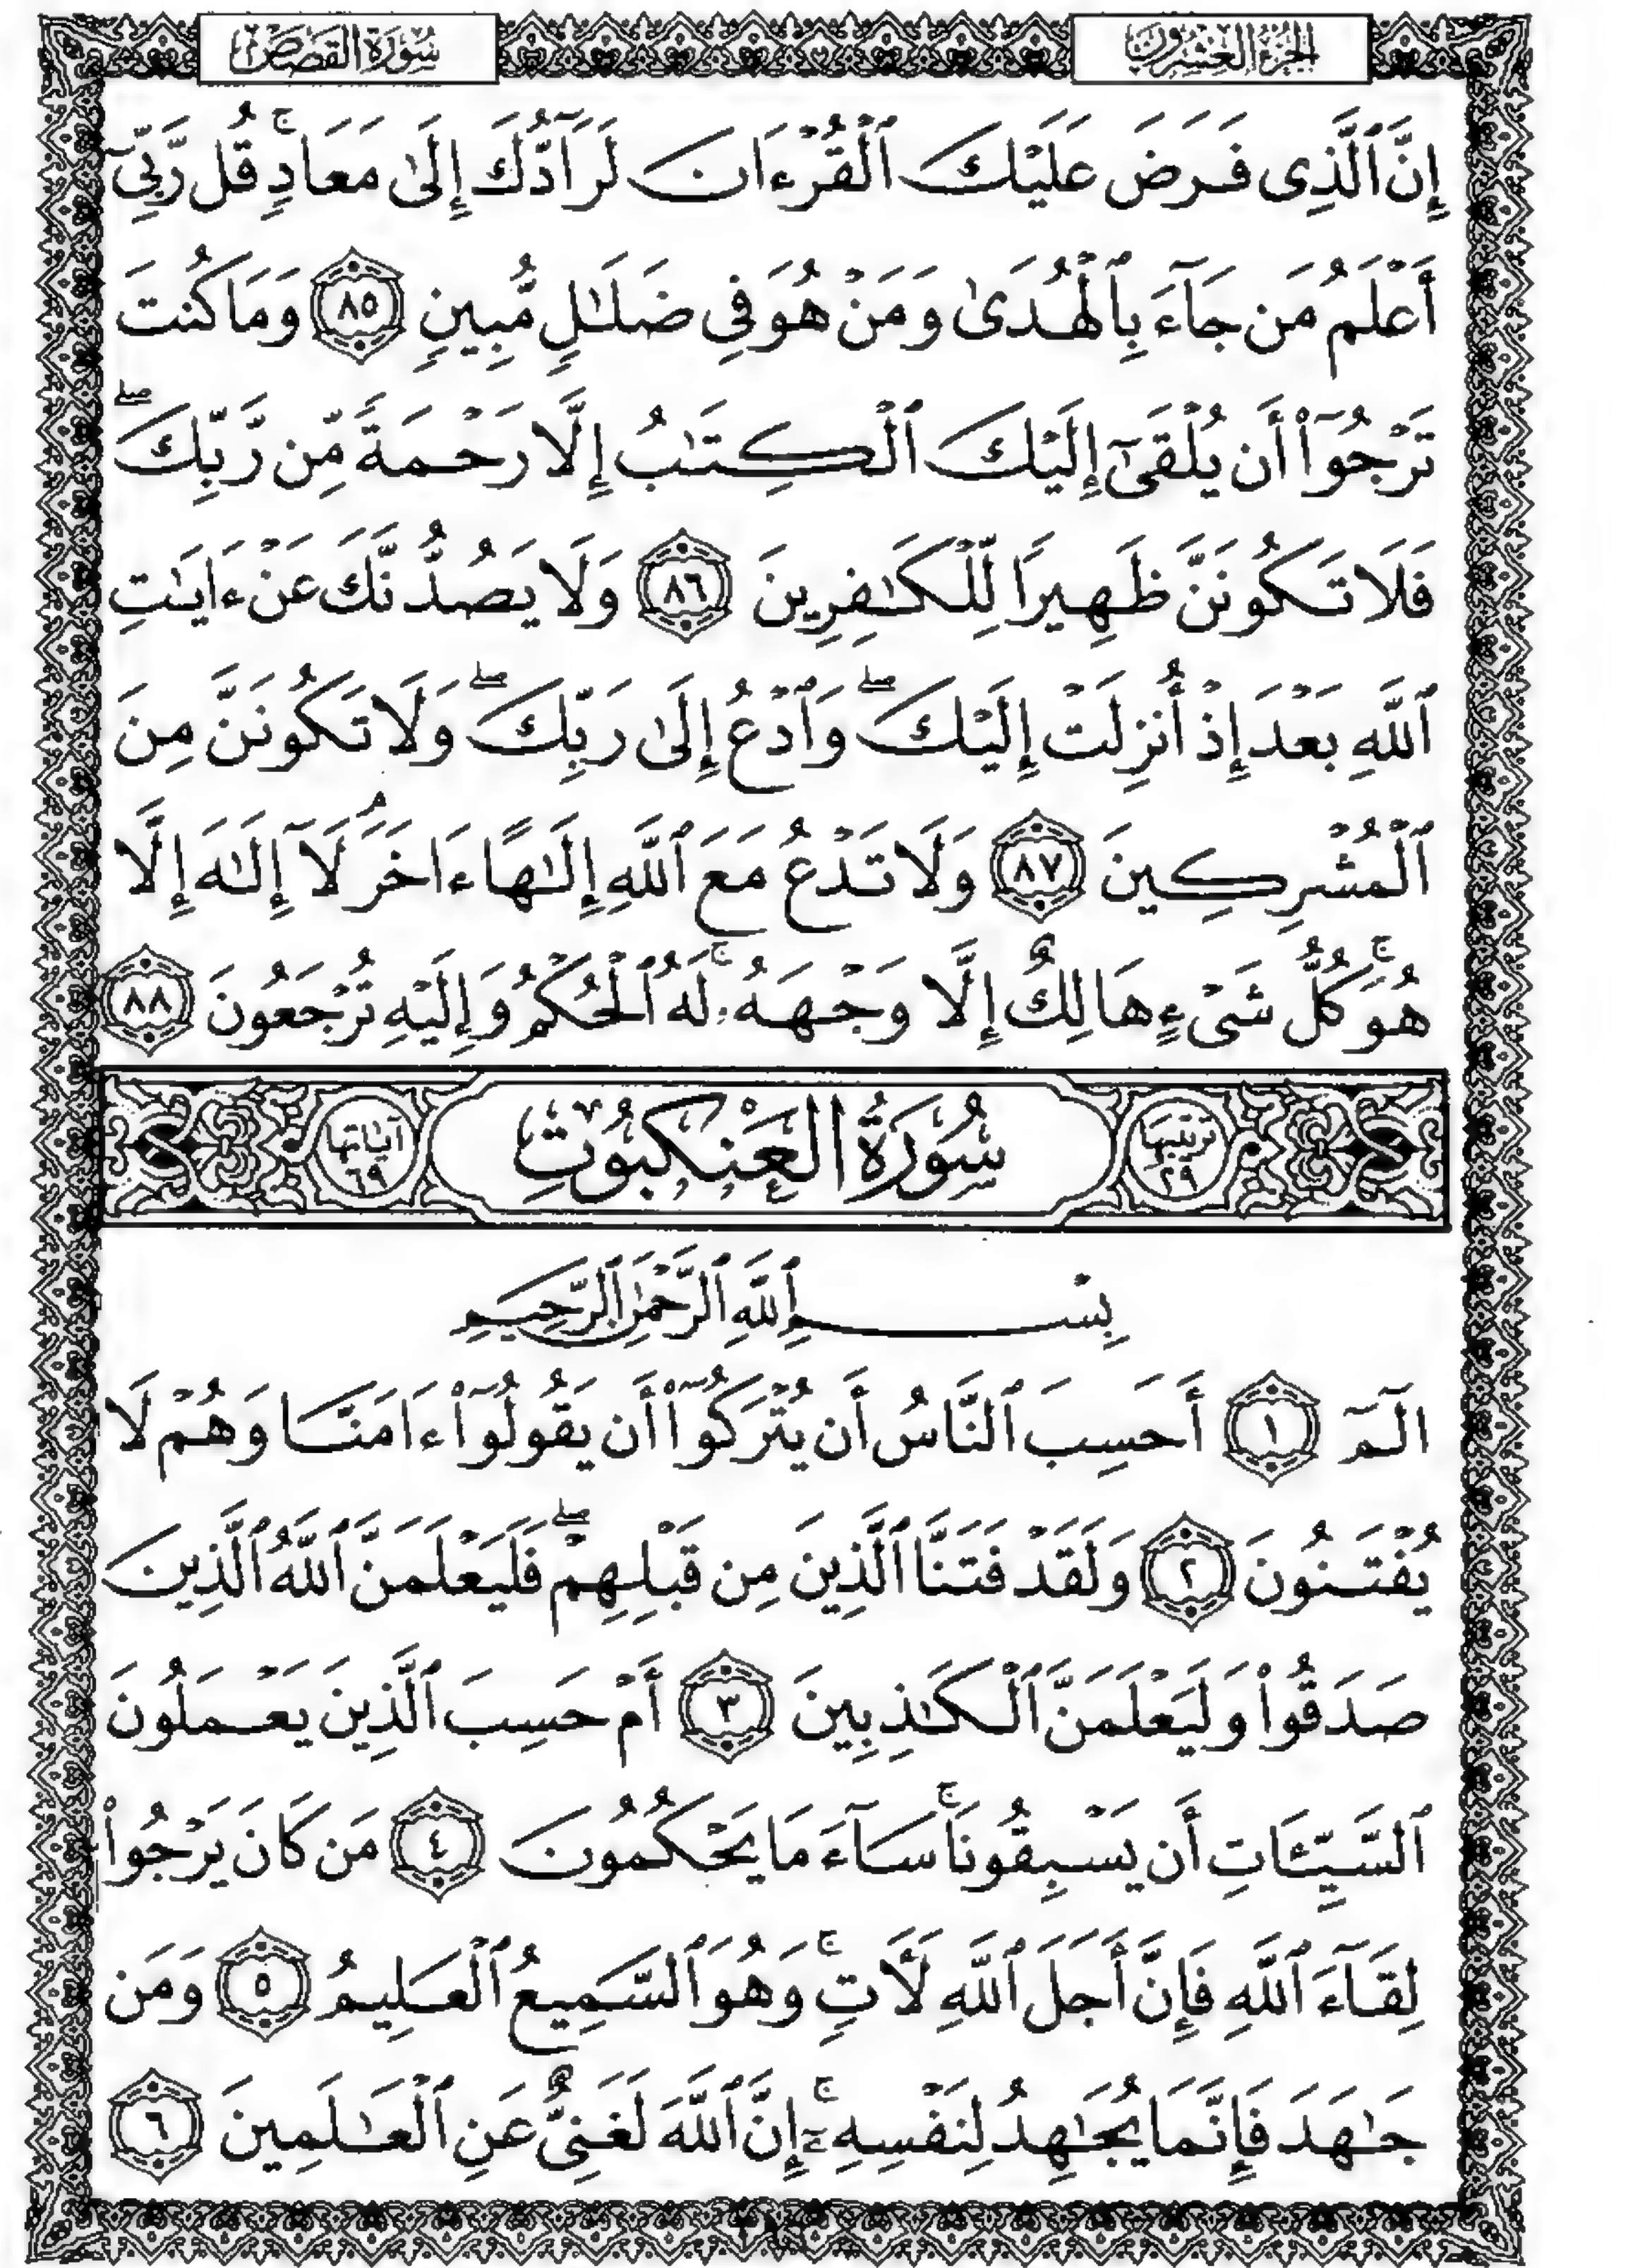 الجزء العشرون
سورة القصص
إِنَّ ٱلَّذِى فَرَضَ عَلَيْكَ ٱلْقُرْءَانَ لَرَآدُّكَ إِلَىٰ مَعَادٍ ۚ قُل رَّبِّىٓ
أَعْلَمُ مَن جَآءَ بِٱلْهُدَىٰ وَمَنْ هُوَ فِى ضَلَـٰلٍ مُّبِينٍ ٨٥ وَمَا كُنتَ
تَرْجُوٓا۟ أَن يُلْقَىٰٓ إِلَيْكَ ٱلْكِتَـٰبُ إِلَّا رَحْمَةً مِّن رَّبِّكَ ۖ
فَلَا تَكُونَنَّ ظَهِيرًا لِّلْكَـٰفِرِينَ ٨٦ وَلَا يَصُدُّنَّكَ عَنْ ءَايَـٰتِ
ٱللَّهِ بَعْدَ إِذْ أُنزِلَتْ إِلَيْكَ ۖ وَٱدْعُ إِلَىٰ رَبِّكَ ۖ وَلَا تَكُونَنَّ مِنَ
ٱلْمُشْرِكِينَ ٨٧ وَلَا تَدْعُ مَعَ ٱللَّهِ إِلَـٰهًا ءَاخَرَ ۘ لَآ إِلَـٰهَ إِلَّا
هُوَ ۚ كُلُّ شَىْءٍ هَالِكٌ إِلَّا وَجْهَهُۥ ۚ لَهُ ٱلْحُكْمُ وَإِلَيْهِ تُرْجَعُونَ ٨٨
ترتيبها ٢٩ سُورَةُ العَنكَبُوتِ آياتها ٦٩
بِسْمِ ٱللَّهِ ٱلرَّحْمَـٰنِ ٱلرَّحِيمِ
الٓمٓ ١ أَحَسِبَ ٱلنَّاسُ أَن يُتْرَكُوٓا۟ أَن يَقُولُوٓا۟ ءَامَنَّا وَهُمْ لَا
يُفْتَنُونَ ٢ وَلَقَدْ فَتَنَّا ٱلَّذِينَ مِن قَبْلِهِمْ ۖ فَلَيَعْلَمَنَّ ٱللَّهُ ٱلَّذِينَ
صَدَقُوا۟ وَلَيَعْلَمَنَّ ٱلْكَـٰذِبِينَ ٣ أَمْ حَسِبَ ٱلَّذِينَ يَعْمَلُونَ
ٱلسَّيِّـَٔاتِ أَن يَسْبِقُونَا ۚ سَآءَ مَا يَحْكُمُونَ ٤ مَن كَانَ يَرْجُوا۟
لِقَآءَ ٱللَّهِ فَإِنَّ أَجَلَ ٱللَّهِ لَـَٔاتٍ ۚ وَهُوَ ٱلسَّمِيعُ ٱلْعَلِيمُ ٥ وَمَن
جَـٰهَدَ فَإِنَّمَا يُجَـٰهِدُ لِنَفْسِهِۦٓ ۚ إِنَّ ٱللَّهَ لَغَنِىٌّ عَنِ ٱلْعَـٰلَمِينَ ٦